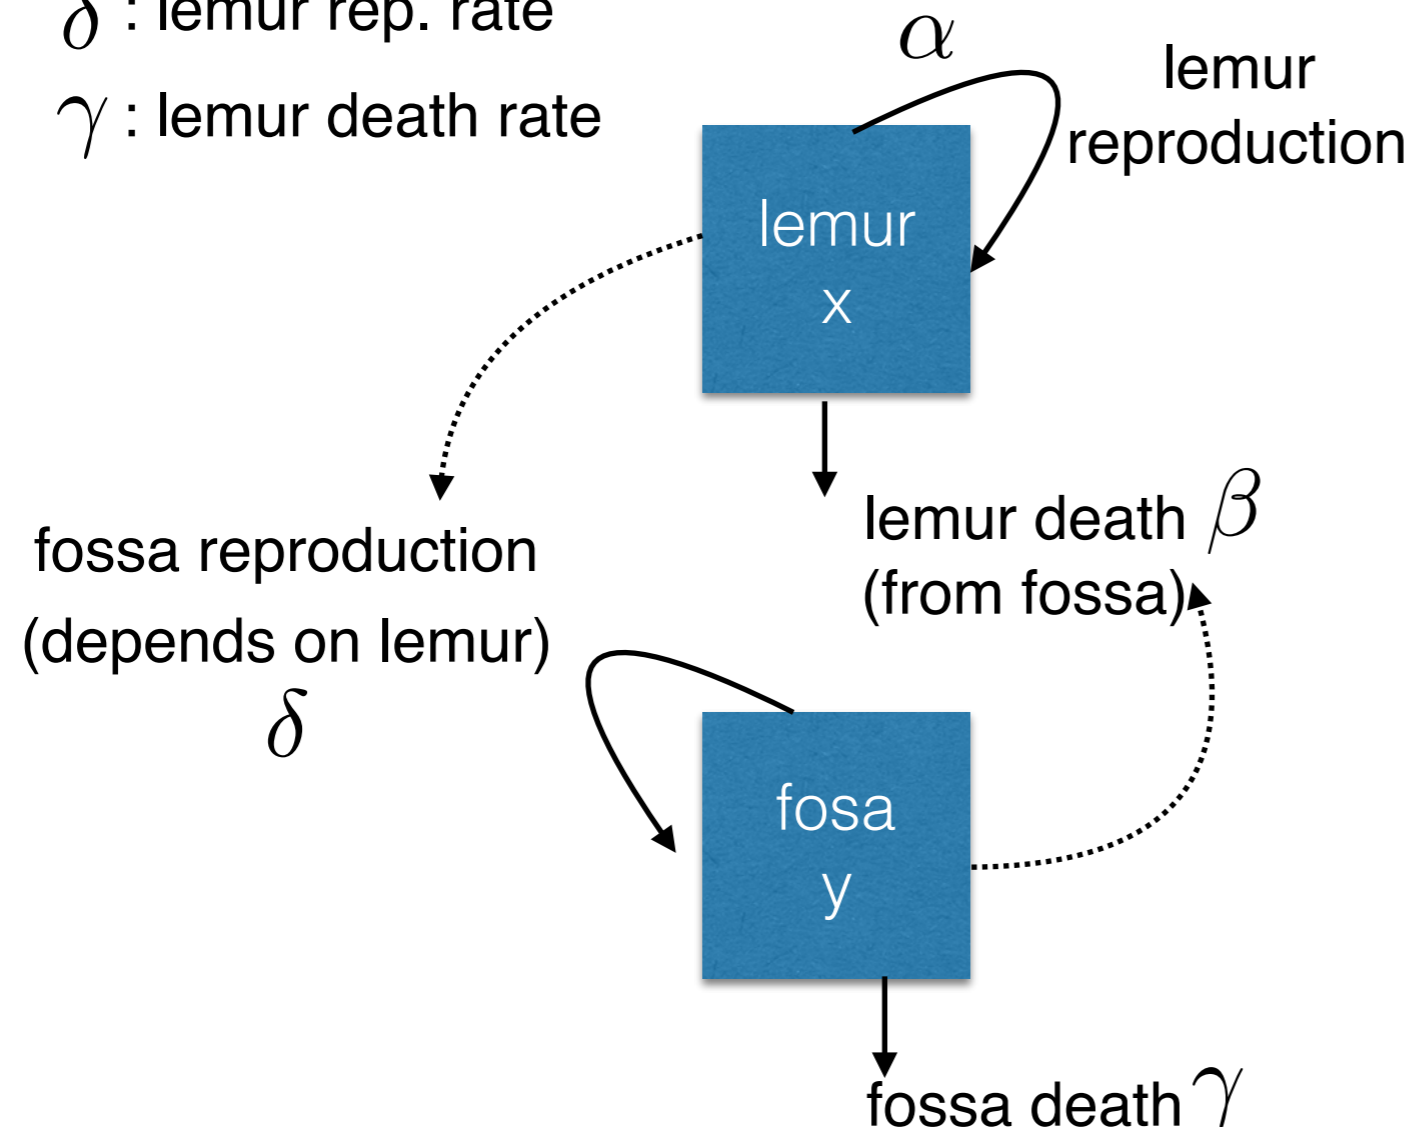 δ : lemur rep. rate
γ : lemur death rate
α
lemur
reproduction
lemur
x
lemur death β
(from fossa)
fossa reproduction
(depends on lemur)
δ
fosa
y
fossa death γ